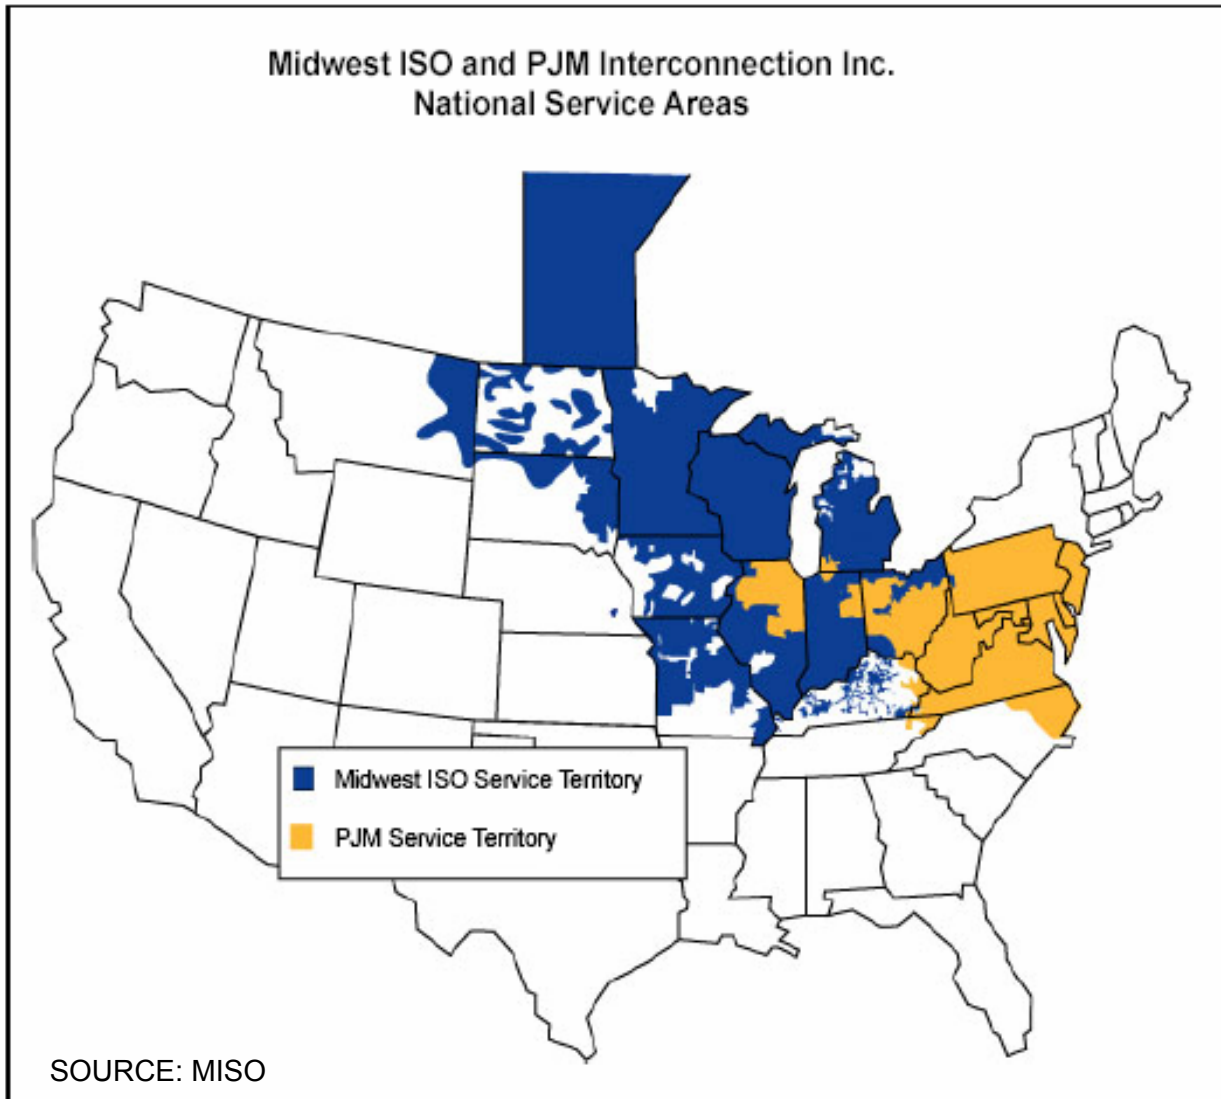 Midwest ISO and PJM Interconnection Inc.
National Service Areas
Midwest ISO Service Territory
PJM Service Territory
SOURCE: MISO